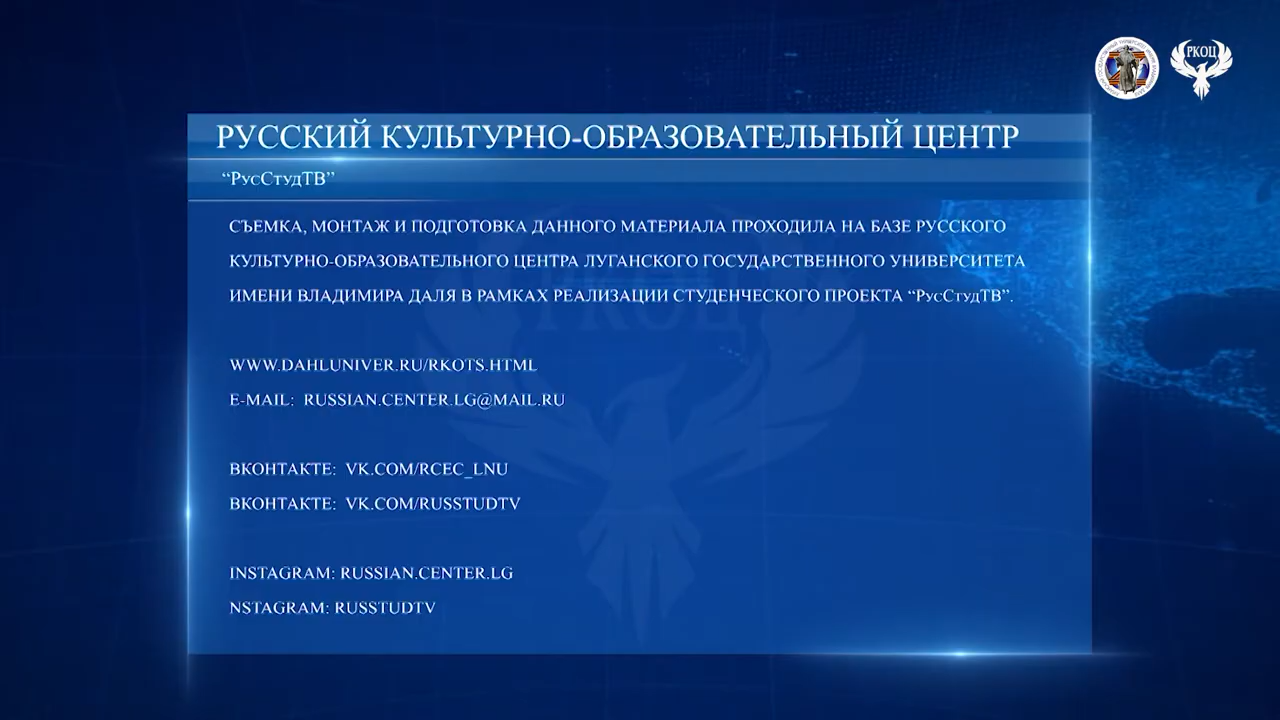 РКОЦ
РУССКИЙ КУЛЬТУРНО-ОБРАЗОВАТЕЛЬНЫЙ ЦЕНТР
“РусСтудТВ”
СЪЕМКА, МОНТАЖ И ПОДГОТОВКА ДАННОГО МАТЕРИАЛА ПРОХОДИЛА НА БАЗЕ РУССКОГО
КУЛЬТУРНО-ОБРАЗОВАТЕЛЬНОГО ЦЕНТРА ЛУГАНСКОГО ГОСУДАРСТВЕННОГО УНИВЕРСИТЕТА
ИМЕНИ ВЛАДИМИРА ДАЛЯ В РАМКАХ РЕАЛИЗАЦИИ СТУДЕНЧЕСКОГО ПРОЕКТА “РусСтудТВ”.
РКОЦ
WWW.DAHLUNIVER.RU/RKOTS.HTML
E-MAIL: RUSSIAN.CENTER.LG@MAIL.RU
ВКОНТАКТЕ: VK.COM/RCEC_LNU
ВКОНТАКТЕ: VK.COM/RUSSTUDTV
INSTAGRAM: RUSSIAN.CENTER.LG
NSTAGRAM: RUSSTUDTV